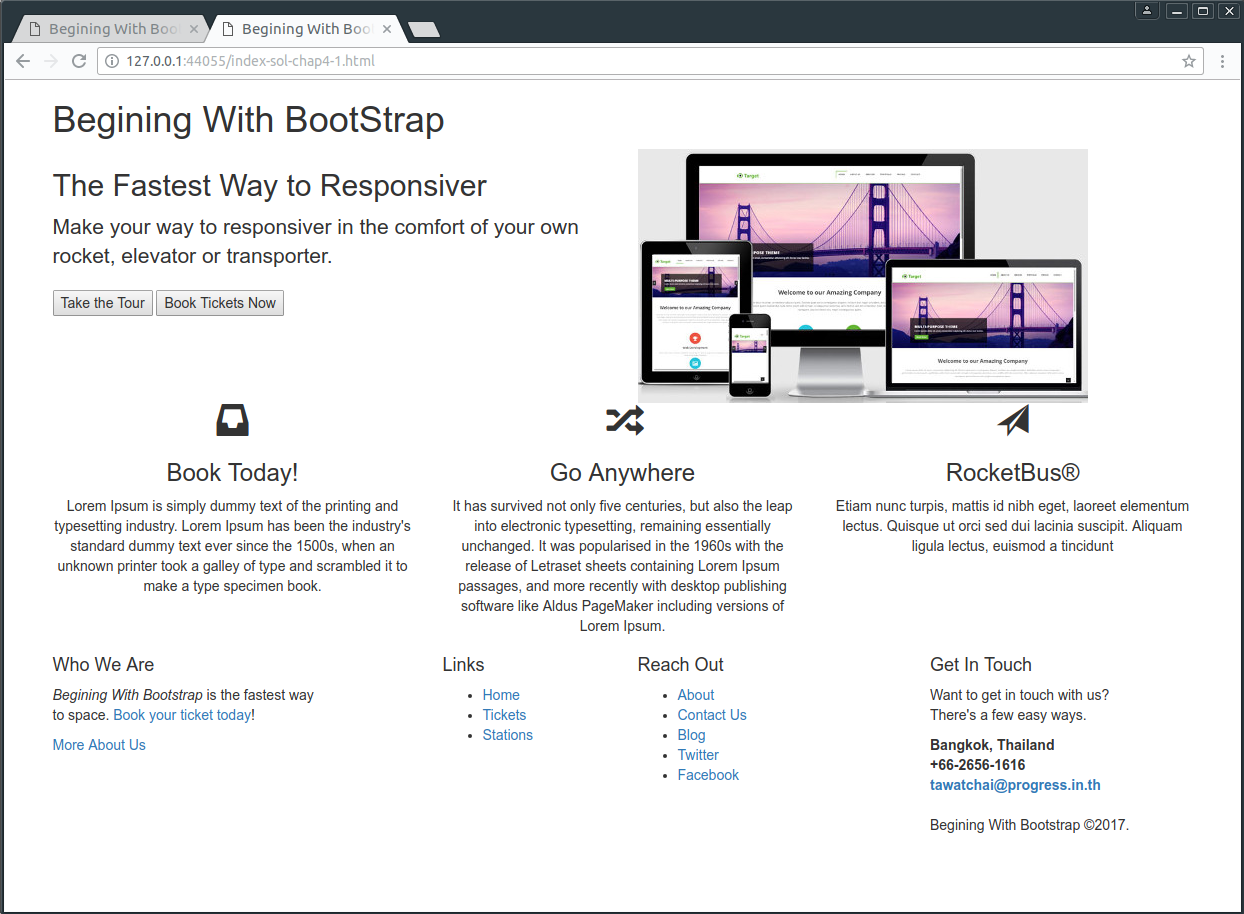 Begining With Boo
Begining With Boo
127.0.0.1:44055/index-sol-chap4-1.html
Begining With BootStrap
The Fastest Way to Responsiver
Make your way to responsiver in the comfort of your own
rocket, elevator or transporter.
Take the Tour
Book Tickets Now
Target
Welcome to our Amazing Company
Target
MULTI-PURPOSE THEME
Welcome to our Amazing Company
Target
MULTI-PURPOSE THEME
Welcome to our Amazing Company
Book Today!
Lorem Ipsum is simply dummy text of the printing and
typesetting industry. Lorem Ipsum has been the industry's
standard dummy text ever since the 1500s, when an
unknown printer took a galley of type and scrambled it to
make a type specimen book.
Go Anywhere
It has survived not only five centuries, but also the leap
into electronic typesetting, remaining essentially
unchanged. It was popularised in the 1960s with the
release of Letraset sheets containing Lorem Ipsum
passages, and more recently with desktop publishing
software like Aldus PageMaker including versions of
Lorem Ipsum.
RocketBus®
Etiam nunc turpis, mattis id nibh eget, laoreet elementum
lectus. Quisque ut orci sed dui lacinia suscipit. Aliquam
ligula lectus, euismod a tincidunt
Who We Are
Begining With Bootstrap is the fastest way
to space. Book your ticket today!
More About Us
Links
Home
Tickets
Stations
Reach Out
About
Contact Us
Blog
Twitter
Facebook
Get In Touch
Want to get in touch with us?
There's a few easy ways.
Bangkok, Thailand
+66-2656-1616
tawatchai@progress.in.th
Begining With Bootstrap ©2017.